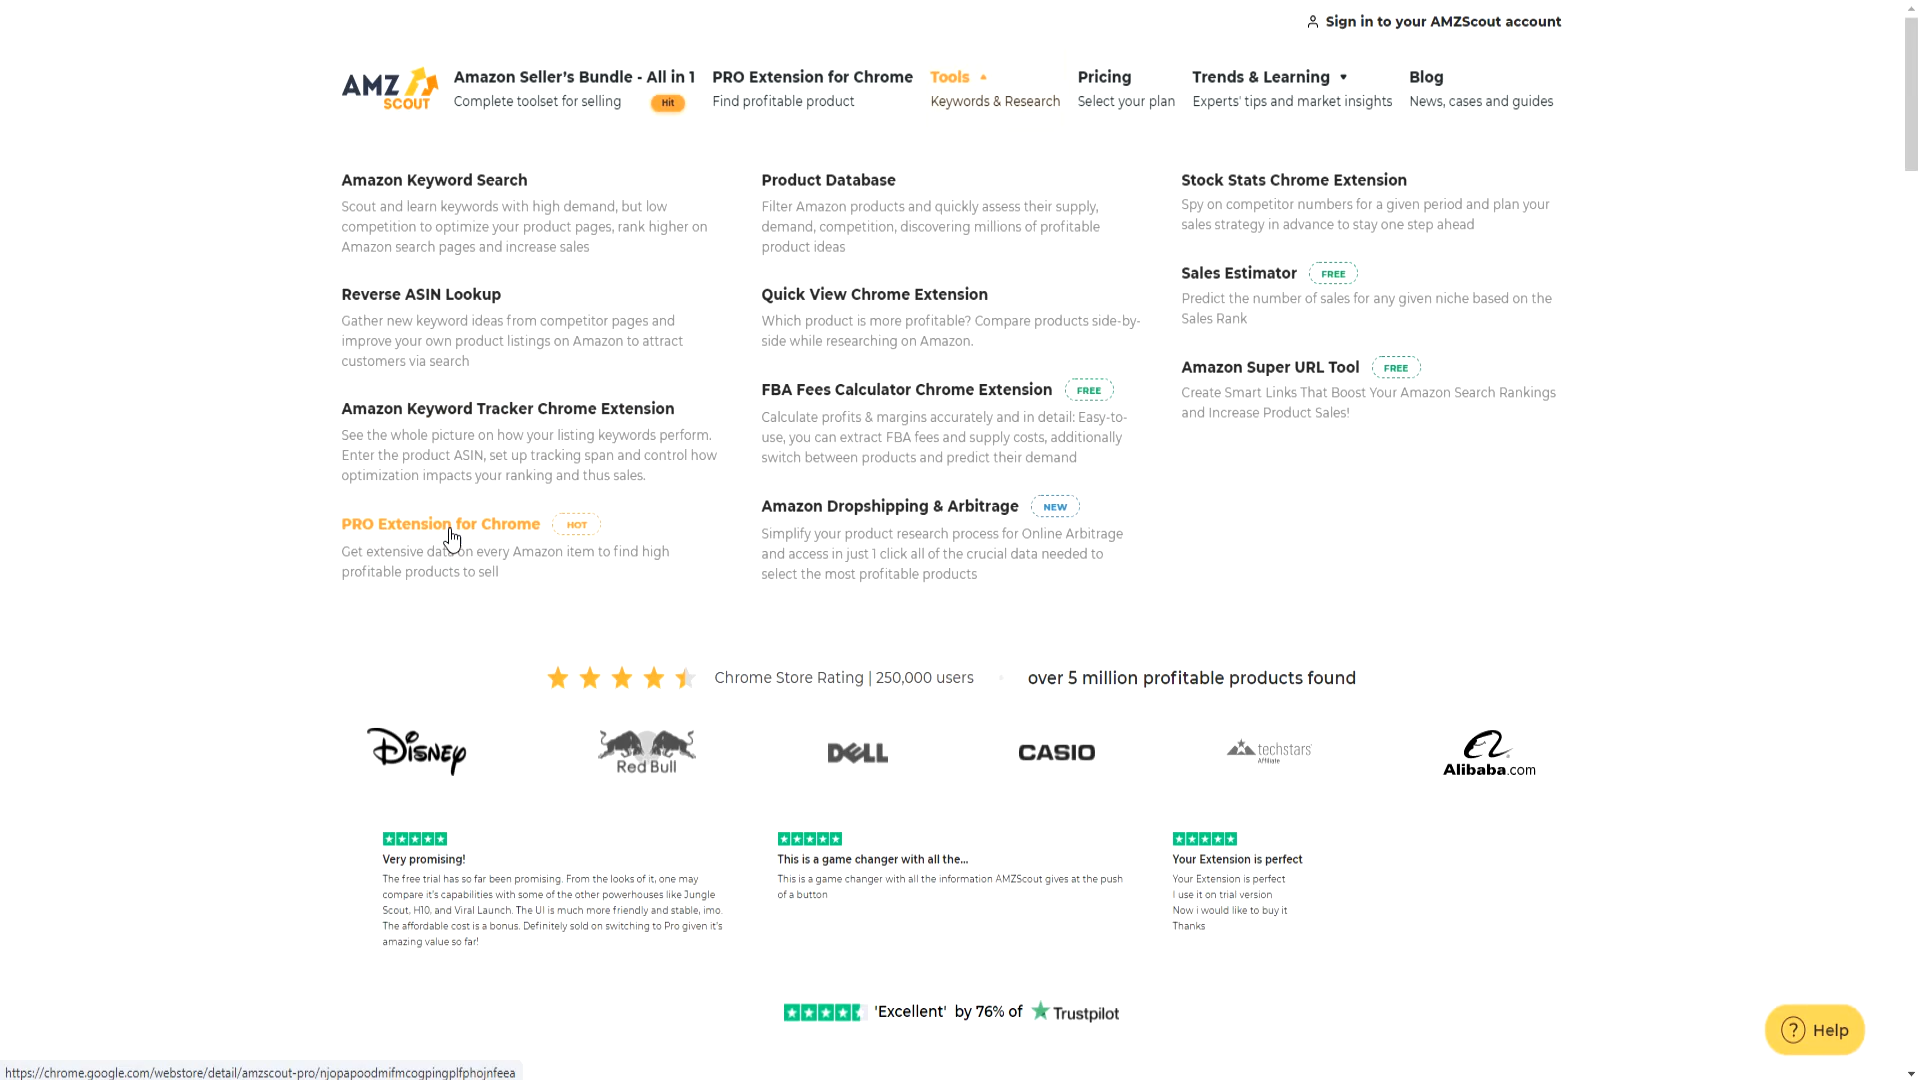 Sign in to your AMZScout account
AMZ
SCOUT
Amazon Seller's Bundle - All in 1
Complete toolset for selling
Hit
PRO Extension for Chrome
Find profitable product
Tools
Keywords & Research
Pricing
Select your plan
Trends & Learning
Experts' tips and market insights
Blog
News, cases and guides
Amazon Keyword Search
Scout and learn keywords with high demand, but low
competition to optimize your product pages, rank higher on
Amazon search pages and increase sales
Reverse ASIN Lookup
Gather new keyword ideas from competitor pages and
improve your own product listings on Amazon to attract
customers via search
Amazon Keyword Tracker Chrome Extension
See the whole picture on how your listing keywords perform.
Enter the product ASIN, set up tracking span and control how
optimization impacts your ranking and thus sales.
PRO Extension for Chrome HOT
Get extensive data on every Amazon item to find high
profitable products to sell
Product Database
Filter Amazon products and quickly assess their supply,
demand, competition, discovering millions of profitable
product ideas
Quick View Chrome Extension
Which product is more profitable? Compare products side-by-
side while researching on Amazon.
FBA Fees Calculator Chrome Extension FREE
Calculate profits & margins accurately and in detail: Easy-to-
use, you can extract FBA fees and supply costs, additionally
switch between products and predict their demand
Amazon Dropshipping & Arbitrage NEW
Simplify your product research process for Online Arbitrage
and access in just 1 click all of the crucial data needed to
select the most profitable products
Stock Stats Chrome Extension
Spy on competitor numbers for a given period and plan your
sales strategy in advance to stay one step ahead
Sales Estimator FREE
Predict the number of sales for any given niche based on the
Sales Rank
Amazon Super URL Tool FREE
Create Smart Links That Boost Your Amazon Search Rankings
and Increase Product Sales!
Chrome Store Rating | 250,000 users
over 5 million profitable products found
Disney
Red Bull
DELL
CASIO
techstars
Affiliate
Alibaba.com
Very promising!
The free trial has so far been promising. From the looks of it, one may
compare it's capabilities with some of the other powerhouses like Jungle
Scout, H10, and Viral Launch. The UI is much more friendly and stable, imo.
The affordable cost is a bonus. Definitely sold on switching to Pro given it's
amazing value so far!
This is a game changer with all the...
This is a game changer with all the information AMZScout gives at the push
of a button
Your Extension is perfect
Your Extension is perfect
I use it on trial version
Now i would like to buy it
Thanks
'Excellent' by 76% of Trustpilot
? Help
https://chrome.google.com/webstore/detail/amzscout-pro/njopapoodmifmcogpingplfphojnfeea